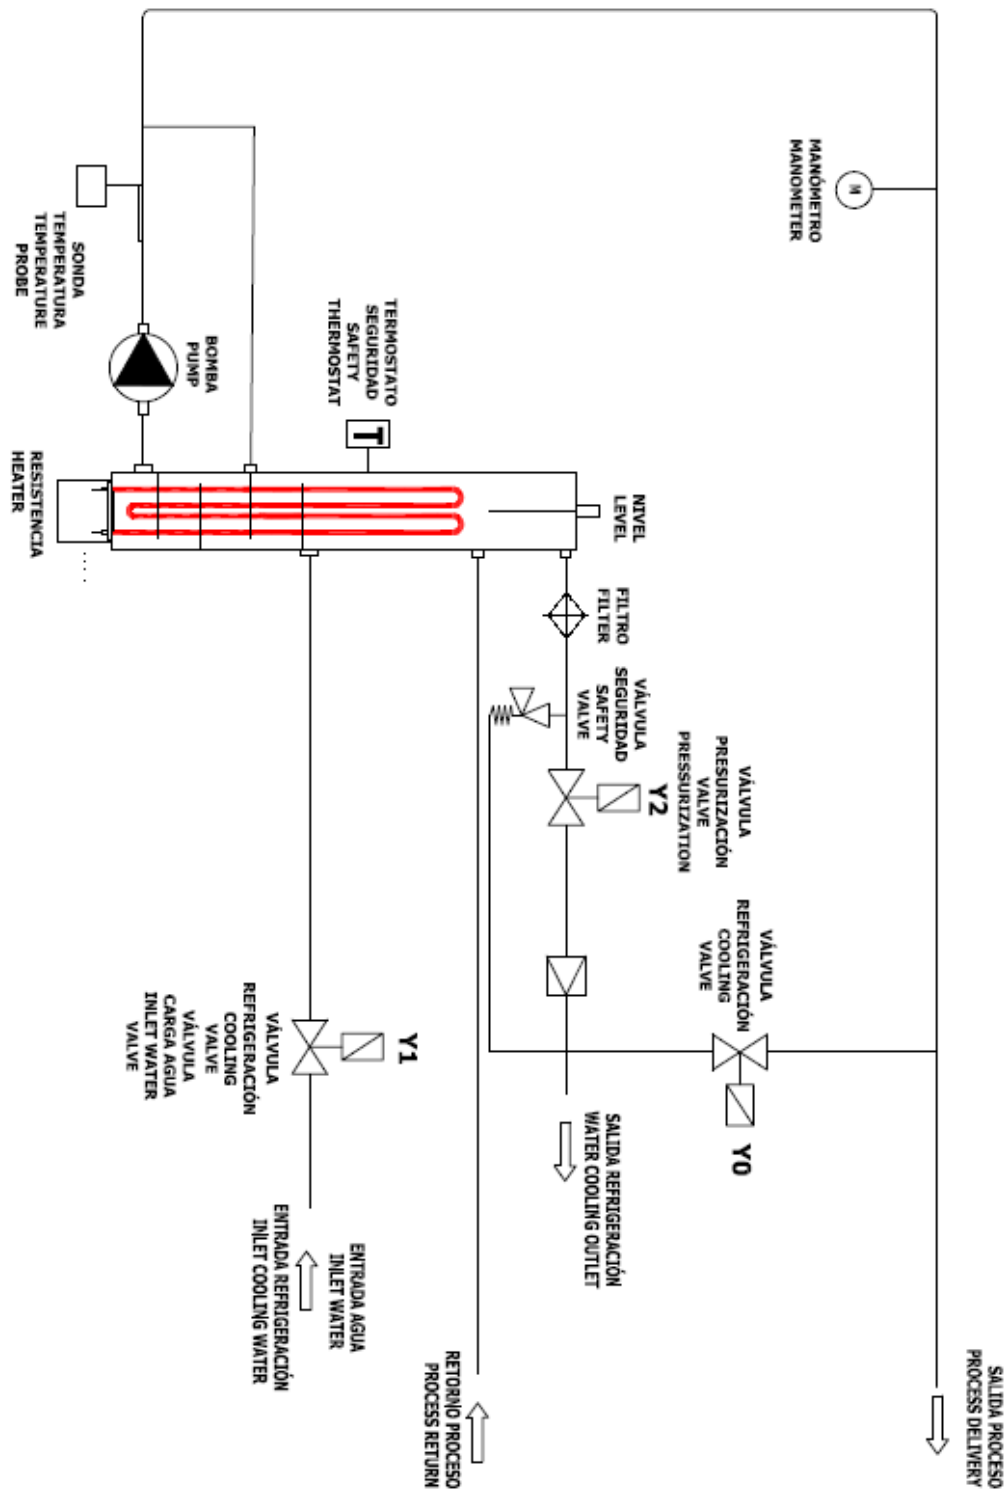 MANÓMETRO
MANOMETER
M
SONDA
TEMPERATURA
TEMPERATURE
PROBE
BOMBA
PUMP
TERMOSTATO
SEGURIDAD
SAFETY
THERMOSTAT
T
RESISTENCIA
HEATER
NIVEL
LEVEL
FILTRO
FILTER
VÁLVULA
SEGURIDAD
SAFETY
VALVE
VÁLVULA
PRESURIZACIÓN
VALVE
PRESSURIZATION
Y2
VÁLVULA
REFRIGERACIÓN
COOLING
VALVE
Y0
VÁLVULA
REFRIGERACIÓN
COOLING
VALVE
VÁLVULA
CARGA AGUA
INLET WATER
VALVE
Y1
SALIDA REFRIGERACIÓN
WATER COOLING OUTLET
ENTRADA AGUA
INLET WATER
ENTRADA REFRIGERACIÓN
INLET COOLING WATER
RETORNO PROCESO
PROCESS RETURN
SALIDA PROCESO
PROCESS DELIVERY